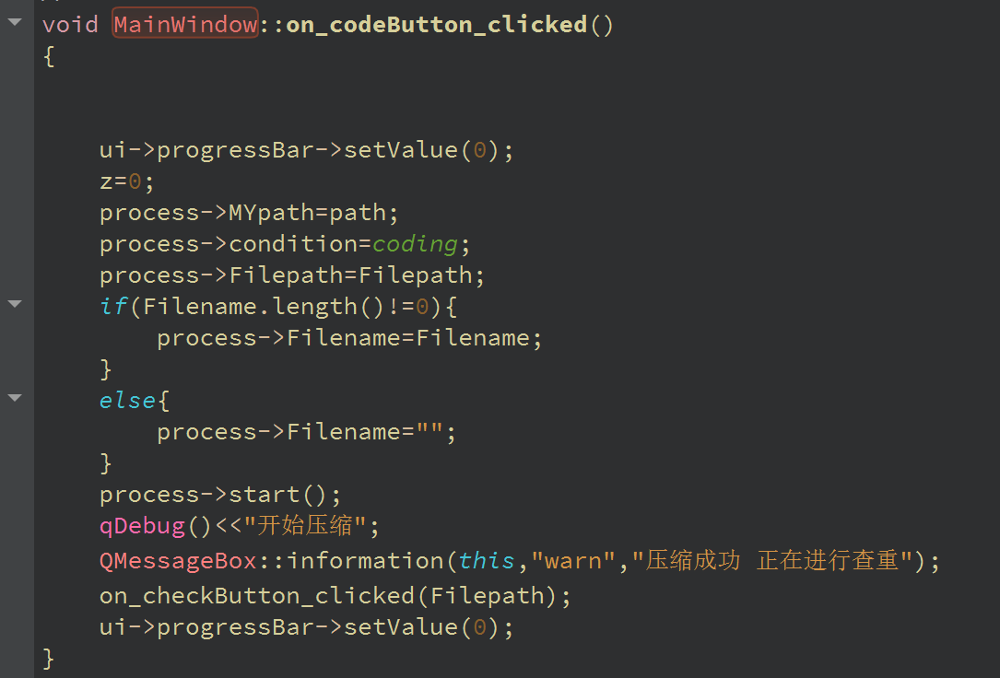 void MainWindow::on_codeButton_clicked()
{
ui->progressBar->setValue(0);
z=0;
process->MYpath=path;
process->condition=coding;
process->Filepath=Filepath;
if(Filename.length()!=0){
process->Filename=Filename;
}
else{
process->Filename="";
}
process->start();
qDebug()<<"开始压缩";
QMessageBox::information(this,"warn","压缩成功 正在进行查重");
on_checkButton_clicked(Filepath);
ui->progressBar->setValue(0);
}